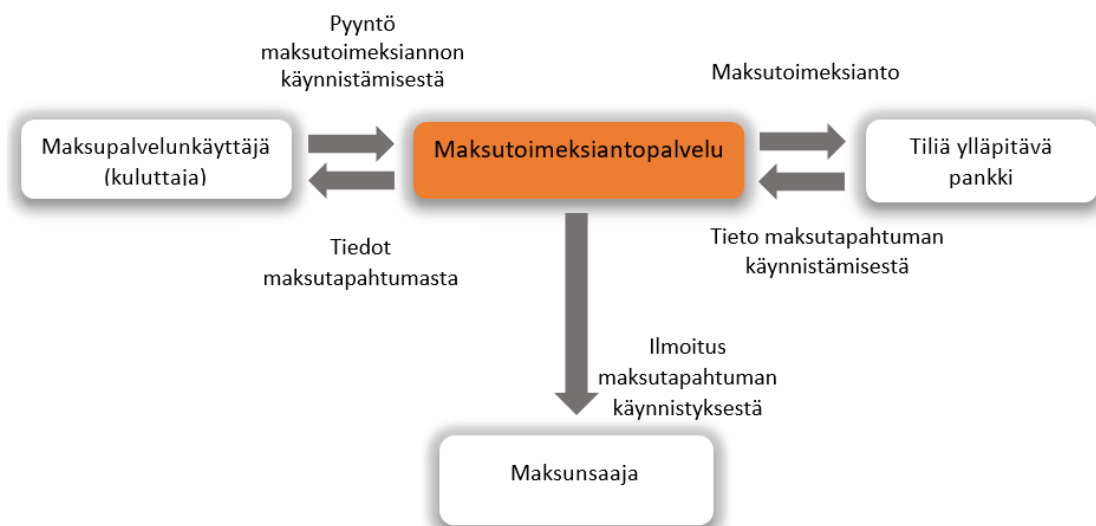 Pyyntö
maksutoimeksiannon
käynnistämisestä
Maksutoimeksianto
Maksupalvelunkäyttäjä
(kuluttaja)
Maksutoimeksiantopalvelu
Tiliä ylläpitävä
pankki
Tiedot
maksutapahtumasta
Tieto maksutapahtuman
käynnistämisestä
Ilmoitus
maksutapahtuman
käynnistyksestä
Maksunsaaja